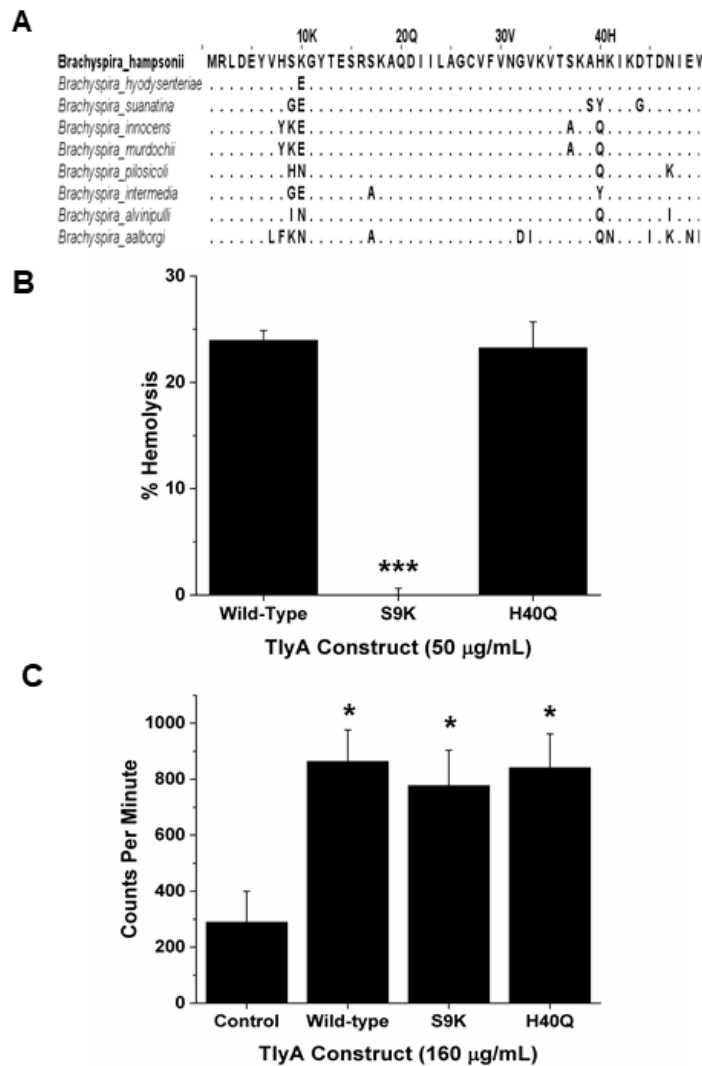 A
10K 20Q 30V 40H
Brachyspira_hampsonii MRLDEYVHSKGYTESRSKAQDIILAGCVFVNGVKVTSKAHKIKDTDNIEV
Brachyspira_hyodysenteriae .........E........................................
Brachyspira_suanatina ........GE............................SY...G......
Brachyspira_innocens .......YKE..........................A..Q..........
Brachyspira_murdochii .......YKE..........................A..Q..........
Brachyspira_pilosicoli ........HN.............................Q......K...
Brachyspira_intermedia ........GE......A......................Y..........
Brachyspira_alvinipulli ........IN.............................Q......I...
Brachyspira_aalborgi ......LFKN......A..............DI......QN...I.K.NI
B
30
20
10
0
% Hemolysis
***
Wild-Type S9K H40Q
TlyA Construct (50 µg/mL)
C
1000
800
600
400
200
0
Counts Per Minute
* * *
Control Wild-type S9K H40Q
TlyA Construct (160 µg/mL)